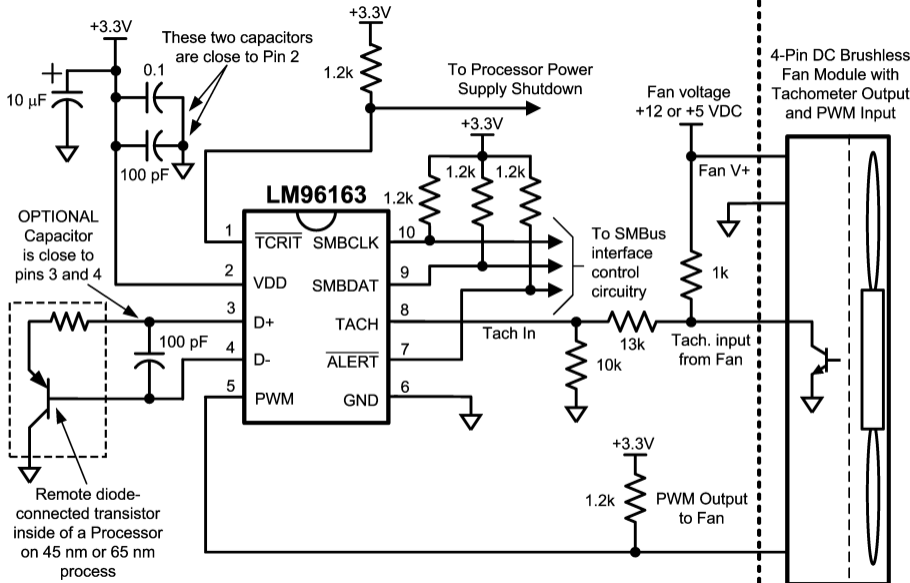 +3.3V
10 μF
0.1
100 pF
These two capacitors
are close to Pin 2
+3.3V
1.2k
To Processor Power
Supply Shutdown
+3.3V
1.2k
1.2k
1.2k
Fan voltage
+12 or +5 VDC
Fan V+
4-Pin DC Brushless
Fan Module with
Tachometer Output
and PWM Input
LM96163
1
TCRIT
SMBCLK
10
2
VDD
SMBDAT
9
3
D+
TACH
8
4
D-
ALERT
7
5
PWM
GND
6
OPTIONAL
Capacitor
is close to
pins 3 and 4
100 pF
To SMBus
interface
control
circuitry
1k
Tach In
13k
10k
Tach. input
from Fan
+3.3V
1.2k
PWM Output
to Fan
Remote diode-
connected transistor
inside of a Processor
on 45 nm or 65 nm
process